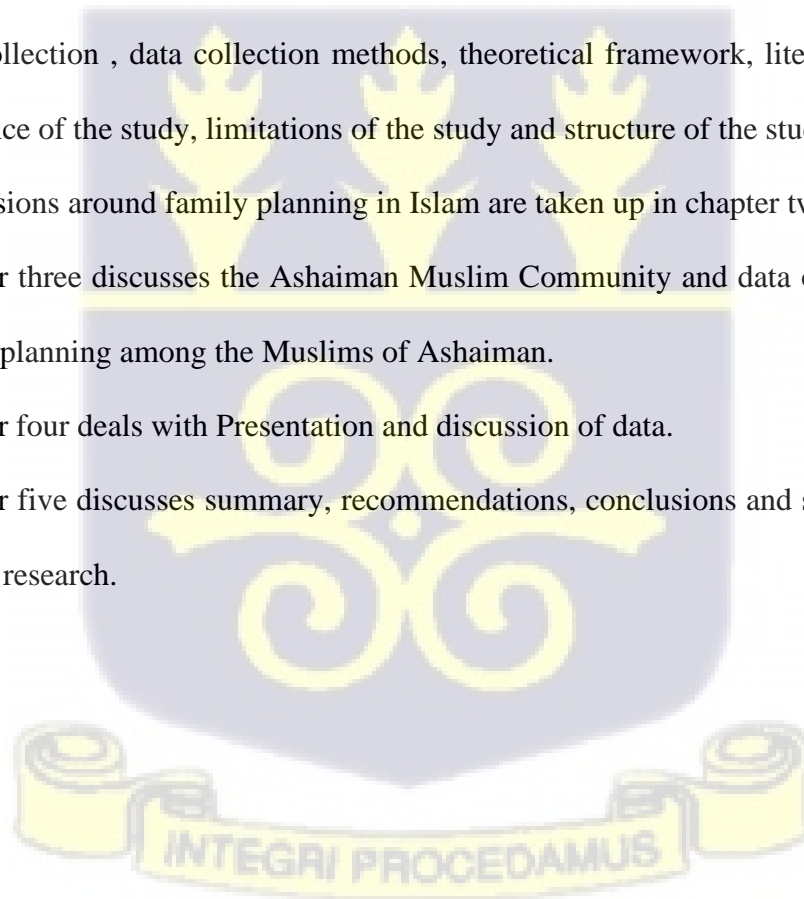 ollection , data collection methods, theoretical framework, lite
nce of the study, limitations of the study and structure of the stud
sions around family planning in Islam are taken up in chapter tw
r three discusses the Ashaiman Muslim Community and data c
planning among the Muslims of Ashaiman.
r four deals with Presentation and discussion of data.
r five discusses summary, recommendations, conclusions and s
research.
INTEGRI PROCEDAMUS